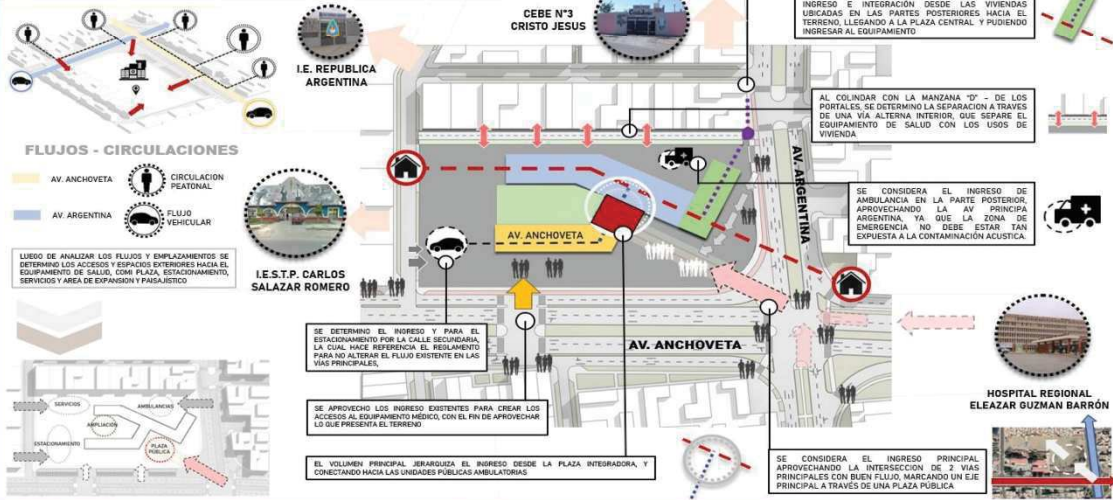 CEBE N°3
CRISTO JESUS
I.E. REPUBLICA
ARGENTINA
INGRESO E INTEGRACIÓN DESDE LAS VIVIENDAS
UBICADAS EN LAS PARTES POSTERIORES HACIA EL
TERRENO, LLEGANDO A LA PLAZA CENTRAL Y PUDIENDO
INGRESAR AL EQUIPAMIENTO
AL COLINDAR CON LA MANZANA "D" - DE LOS
PORTALES, SE DETERMINO LA SEPARACION A TRAVES
DE UNA VÍA ALTERNA INTERIOR, QUE SEPARE EL
EQUIPAMIENTO DE SALUD CON LOS USOS DE
VIVIENDA
FLUJOS - CIRCULACIONES
AV. ANCHOVETA
CIRCULACION
PEATONAL
AV. ARGENTINA
FLUJO
VEHICULAR
LUEGO DE ANALIZAR LOS FLUJOS Y EMPLAZAMIENTOS SE
DETERMINO LOS ACCESOS Y ESPACIOS EXTERIORES HACIA EL
EQUIPAMIENTO DE SALUD, COMI PLAZA, ESTACIONAMIENTO,
SERVICIOS Y AREA DE EXPANSION Y PAISAJÍSTICO
I.E.S.T.P. CARLOS
SALAZAR ROMERO
AV. ANCHOVETA
AV. ARGENTINA
SE CONSIDERA EL INGRESO DE
AMBULANCIA EN LA PARTE POSTERIOR,
APROVECHANDO LA AV PRINCIPA
ARGENTINA, YA QUE LA ZONA DE
EMERGENCIA NO DEBE ESTAR TAN
EXPUESTA A LA CONTAMINACIÓN ACUSTICA.
SE DETERMINO EL INGRESO Y PARA EL
ESTACIONAMIENTO POR LA CALLE SECUNDARIA,
LA CUAL HACE REFERENCIA EL REGLAMENTO
PARA NO ALTERAR EL FLUJO EXISTENTE EN LAS
VÍAS PRINCIPALES,
AV. ANCHOVETA
HOSPITAL REGIONAL
ELEAZAR GUZMAN BARRÓN
SERVICIOS
AMBULANCIAS
AMPLIACIÓN
ESTACIONAMIENTO
PLAZA
PÚBLICA
SE APROVECHO LOS INGRESO EXISTENTES PARA CREAR LOS
ACCESOS AL EQUIPAMIENTO MÉDICO, CON EL FIN DE APROVECHAR
LO QUE PRESENTA EL TERRENO
EL VOLUMEN PRINCIPAL JERARQUIZA EL INGRESO DESDE LA PLAZA INTEGRADORA, Y
CONECTANDO HACIA LAS UNIDADES PÚBLICAS AMBULATORIAS
SE CONSIDERA EL INGRESO PRINCIPAL
APROVECHANDO LA INTERSECCION DE 2 VIAS
PRINCIPALES CON BUEN FLUJO, MARCANDO UN EJE
PRINCIPAL A TRAVÉS DE UNA PLAZA PÚBLICA